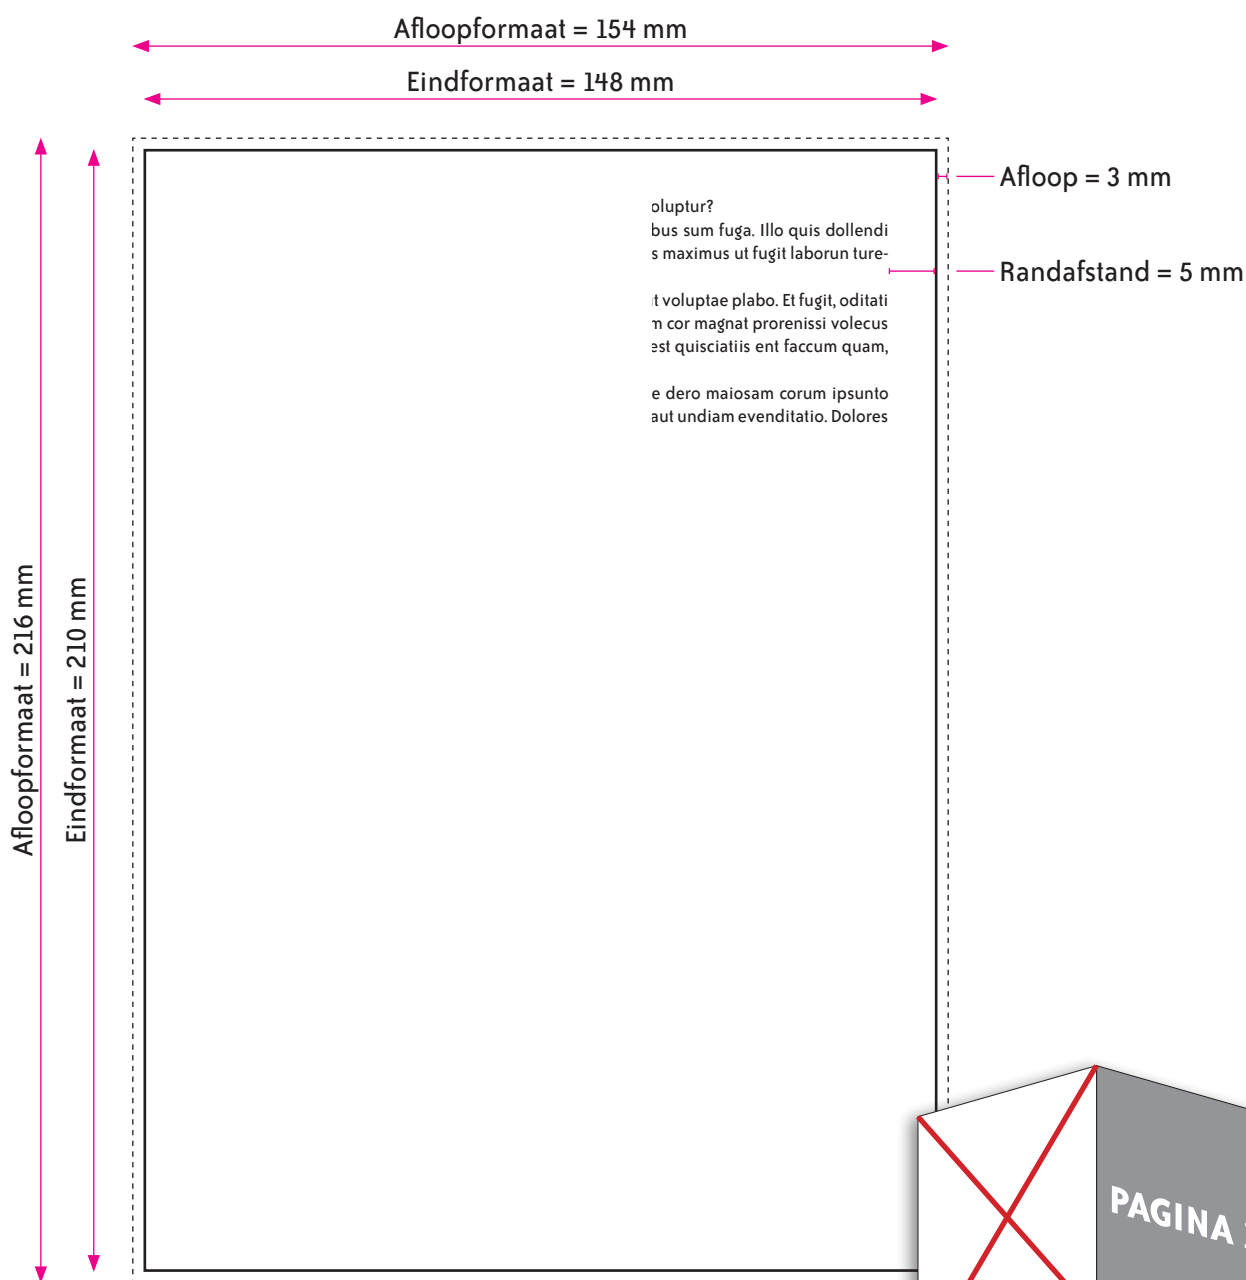 Afloopformaat = 154 mm
Eindformaat = 148 mm
Afloop = 3 mm
oluptur?
bus sum fuga. Illo quis dollendi
s maximus ut fugit laborun ture-
Randafstand = 5 mm
t voluptae plabo. Et fugit, oditati
m cor magnat prorenissi volecus
est quisciatiis ent faccum quam,
e dero maiosam corum ipsunto
aut undiam evenditatio. Dolores
Afloopformaat = 216 mm
Eindformaat = 210 mm
PAGINA